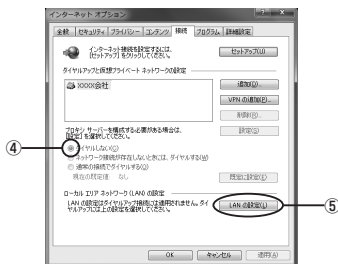 インターネット オプション
全般 セキュリティ プライバシー コンテンツ 接続 プログラム 詳細設定
インターネット接続を設定するには、
[セットアップ] をクリックしてください。
セットアップ(U)
ダイヤルアップと仮想プライベート ネットワークの設定
XXXX会社
追加(D)...
VPN の追加(P)...
削除(R)...
プロキシ サーバーを構成する必要がある場合は、
[設定] を選択してください。
設定(S)
④
ダイヤルしない(C)
ネットワーク接続が存在しないときには、ダイヤルする(W)
通常の接続でダイヤルする(O)
現在の既定値: なし
既定に設定(E)
ローカル エリア ネットワーク (LAN) の設定
LAN の設定はダイヤルアップ接続には適用されません。ダイ
ヤルアップには上の設定を選択してください。
LAN の設定(L)
⑤
OK
キャンセル
適用(A)